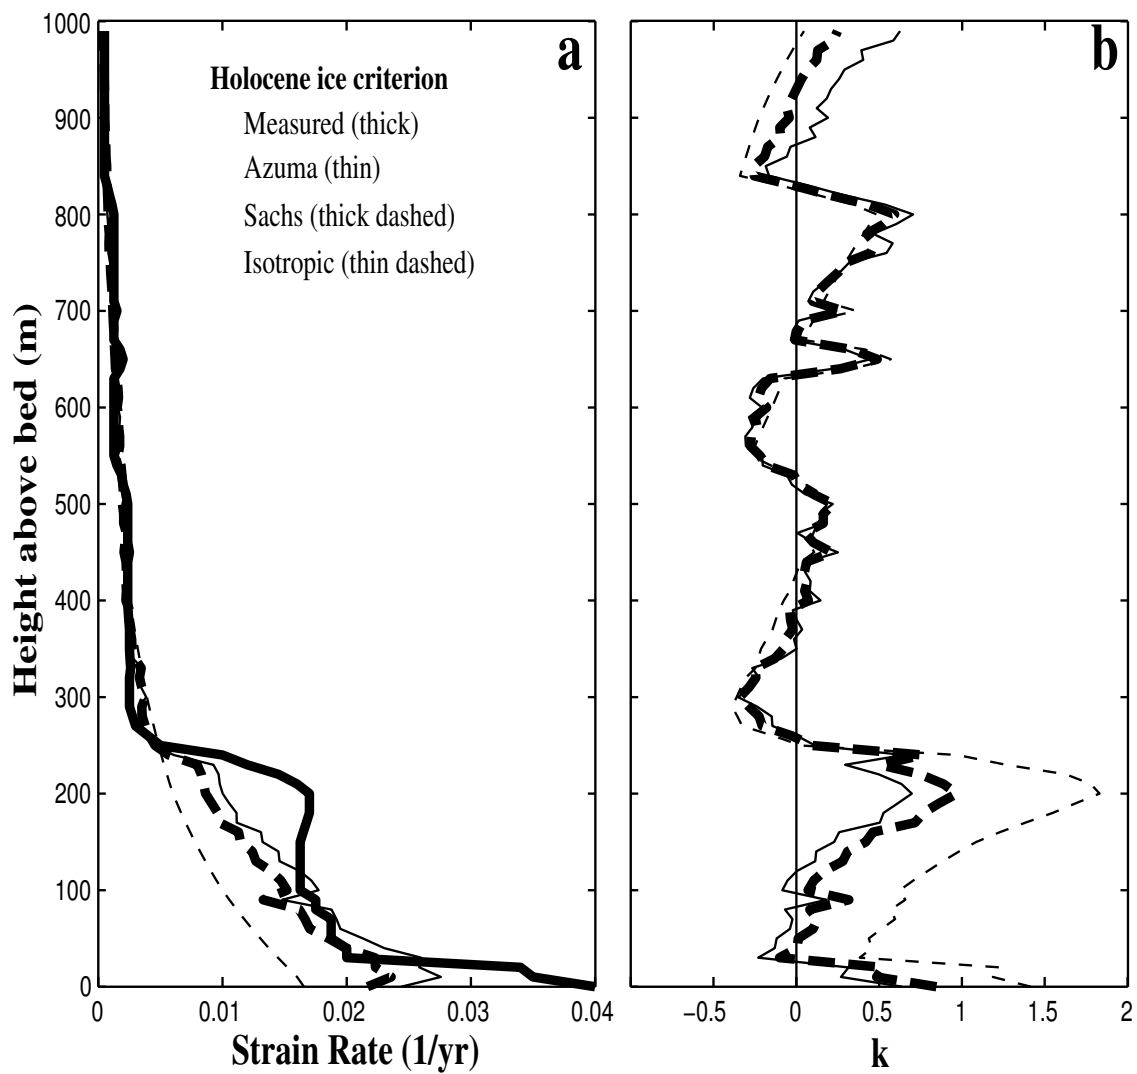 1000
900
800
700
600
500
400
300
200
100
0
Height above bed (m)
a
Holocene ice criterion
Measured (thick)
Azuma (thin)
Sachs (thick dashed)
Isotropic (thin dashed)
0
0.01
0.02
0.03
0.04
Strain Rate (1/yr)
b
−0.5
0
0.5
1
1.5
2
k